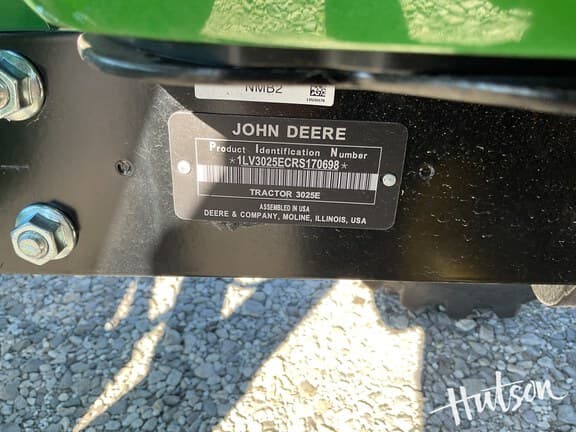 NMB2
JOHN DEERE
Product Identification Number
*1LV3025ECRS170698*
TRACTOR 3025E
ASSEMBLED IN USA
DEERE & COMPANY, MOLINE, ILLINOIS, USA
Hutson